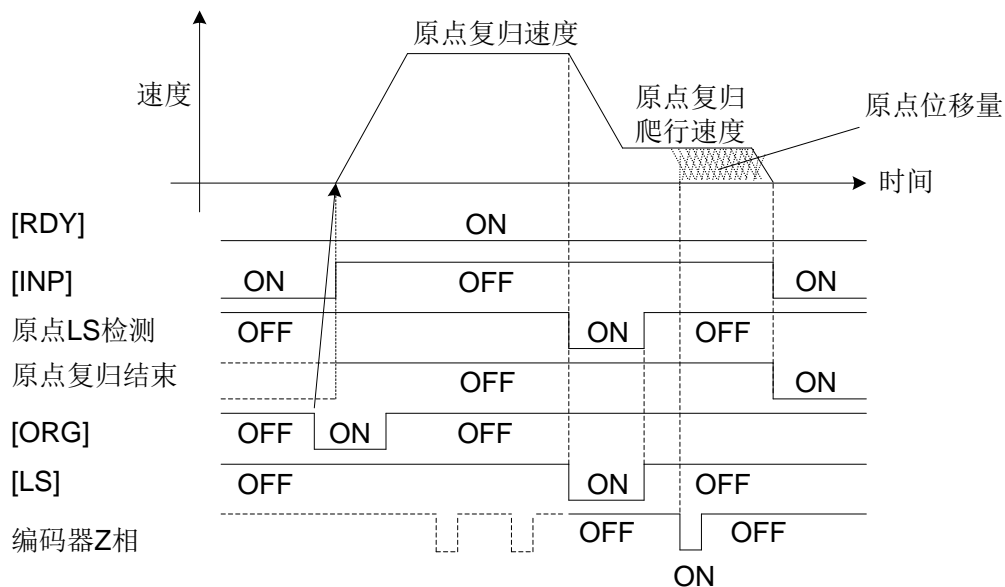 原点复归速度
速度
原点复归
爬行速度
原点位移量
时间
[RDY]
ON
[INP]
ON
OFF
ON
原点LS检测
OFF
ON
OFF
原点复归结束
OFF
ON
[ORG]
OFF
ON
OFF
[LS]
OFF
ON
OFF
编码器Z相
OFF
OFF
ON